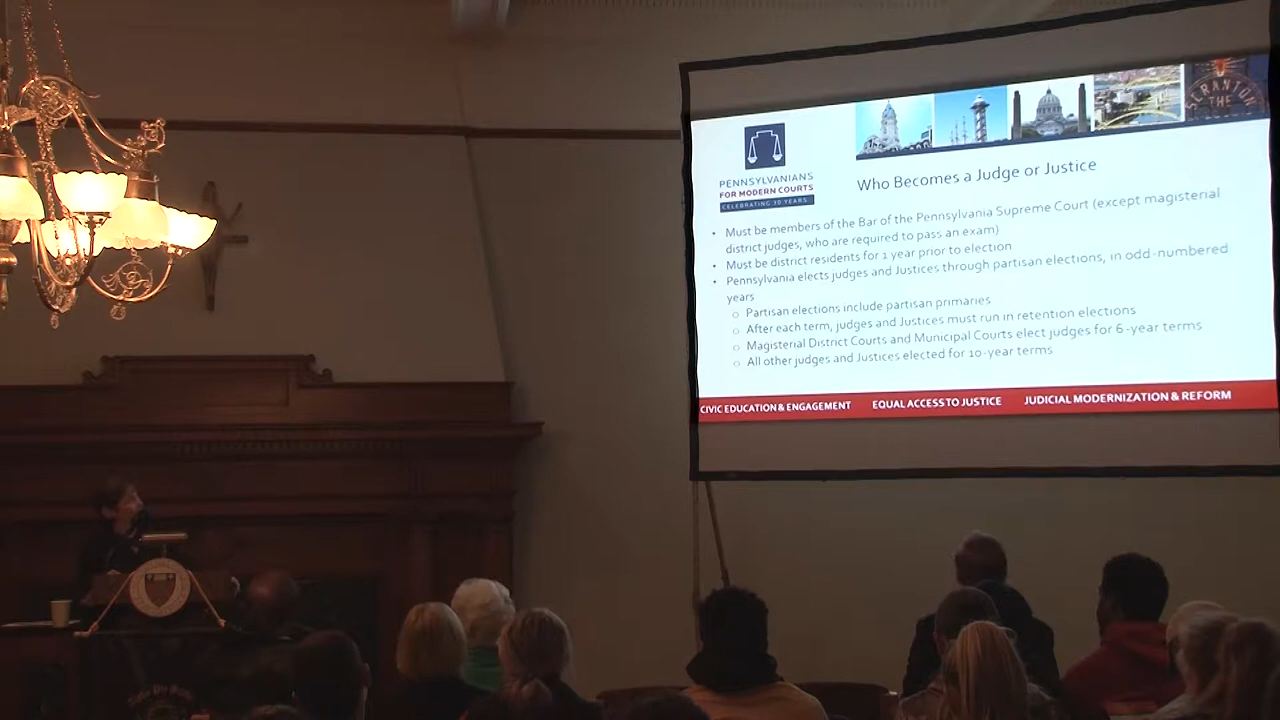 SCRANTON
THE
PENNSYLVANIANS
FOR MODERN COURTS
CELEBRATING 30 YEARS
Who Becomes a Judge or Justice
• Must be members of the Bar of the Pennsylvania Supreme Court (except magisterial
district judges, who are required to pass an exam)
• Must be district residents for 1 year prior to election
• Pennsylvania elects judges and Justices through partisan elections, in odd-numbered
years
o Partisan elections include partisan primaries
o After each term, judges and Justices must run in retention elections
o Magisterial District Courts and Municipal Courts elect judges for 6-year terms
o All other judges and Justices elected for 10-year terms
CIVIC EDUCATION & ENGAGEMENT EQUAL ACCESS TO JUSTICE JUDICIAL MODERNIZATION & REFORM